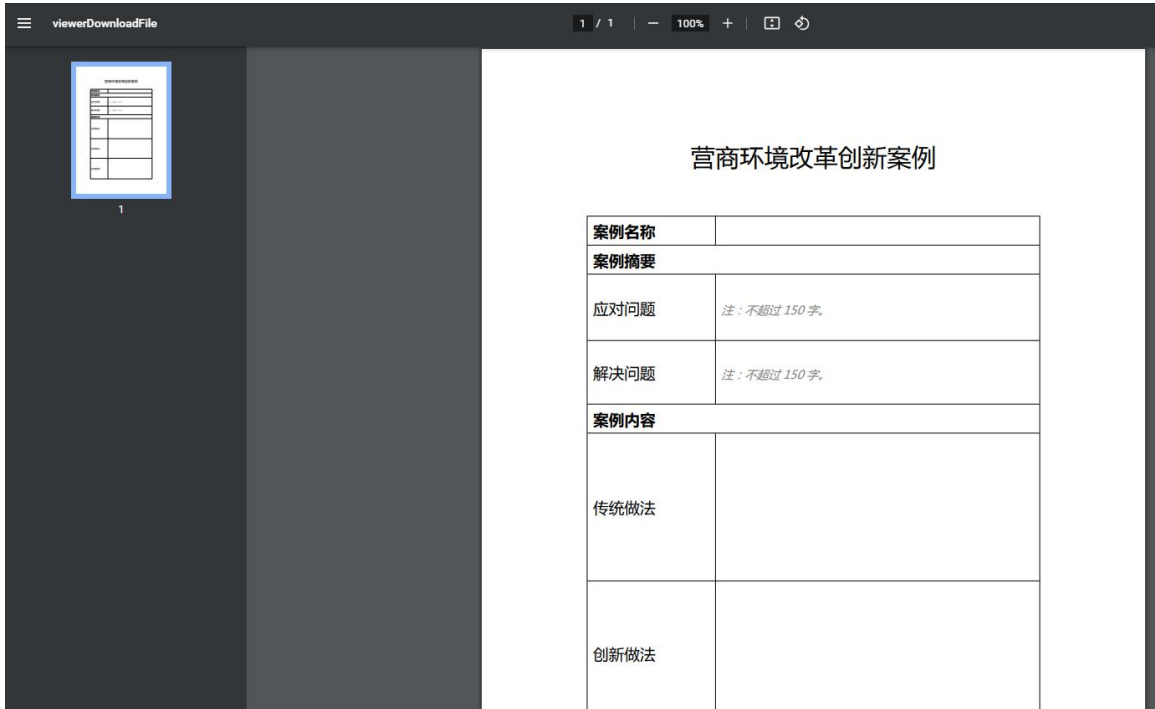 viewerDownloadFile
1 / 1
100%
1
营商环境改革创新案例
案例名称
案例摘要
应对问题
注：不超过 150 字。
解决问题
注：不超过 150 字。
案例内容
传统做法
创新做法